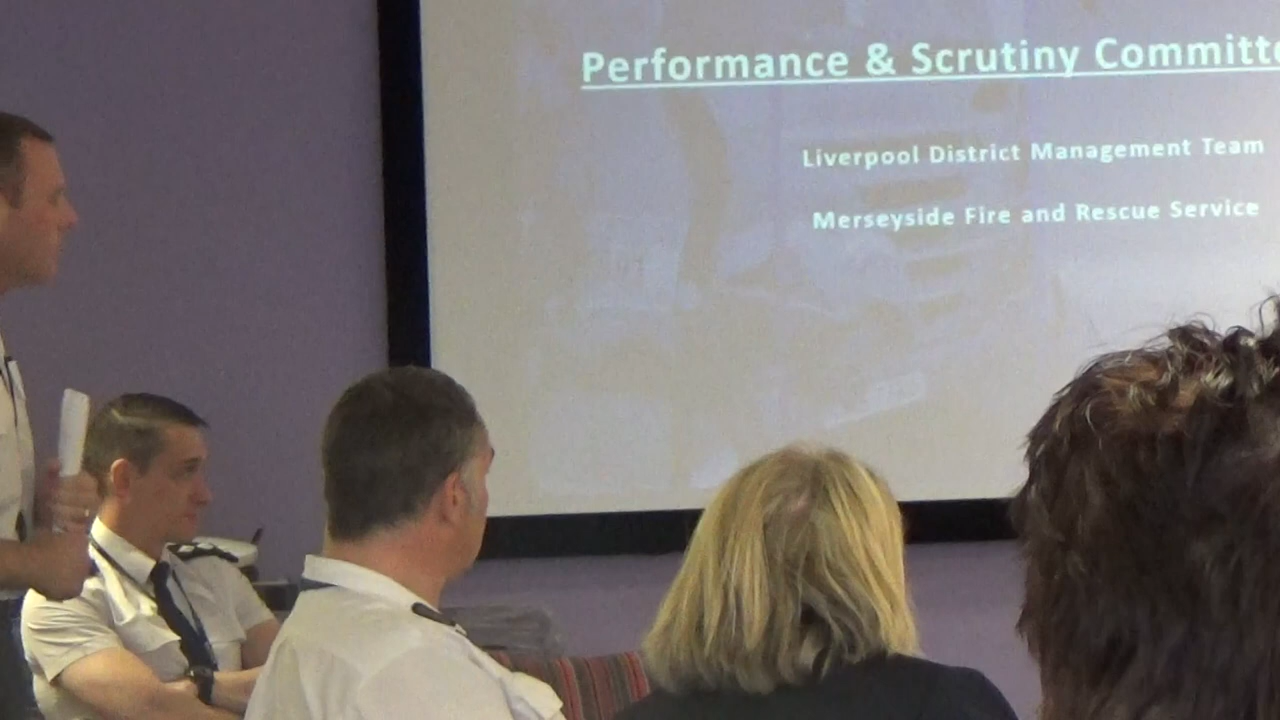 Performance & Scrutiny Committe
Liverpool District Management Team
Merseyside Fire and Rescue Service